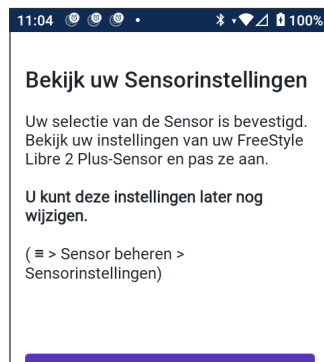 11:04 100%
Bekijk uw Sensorinstellingen
Uw selectie van de Sensor is bevestigd.
Bekijk uw instellingen van uw FreeStyle
Libre 2 Plus-Sensor en pas ze aan.
U kunt deze instellingen later nog
wijzigen.
( ≡ > Sensor beheren >
Sensorinstellingen)